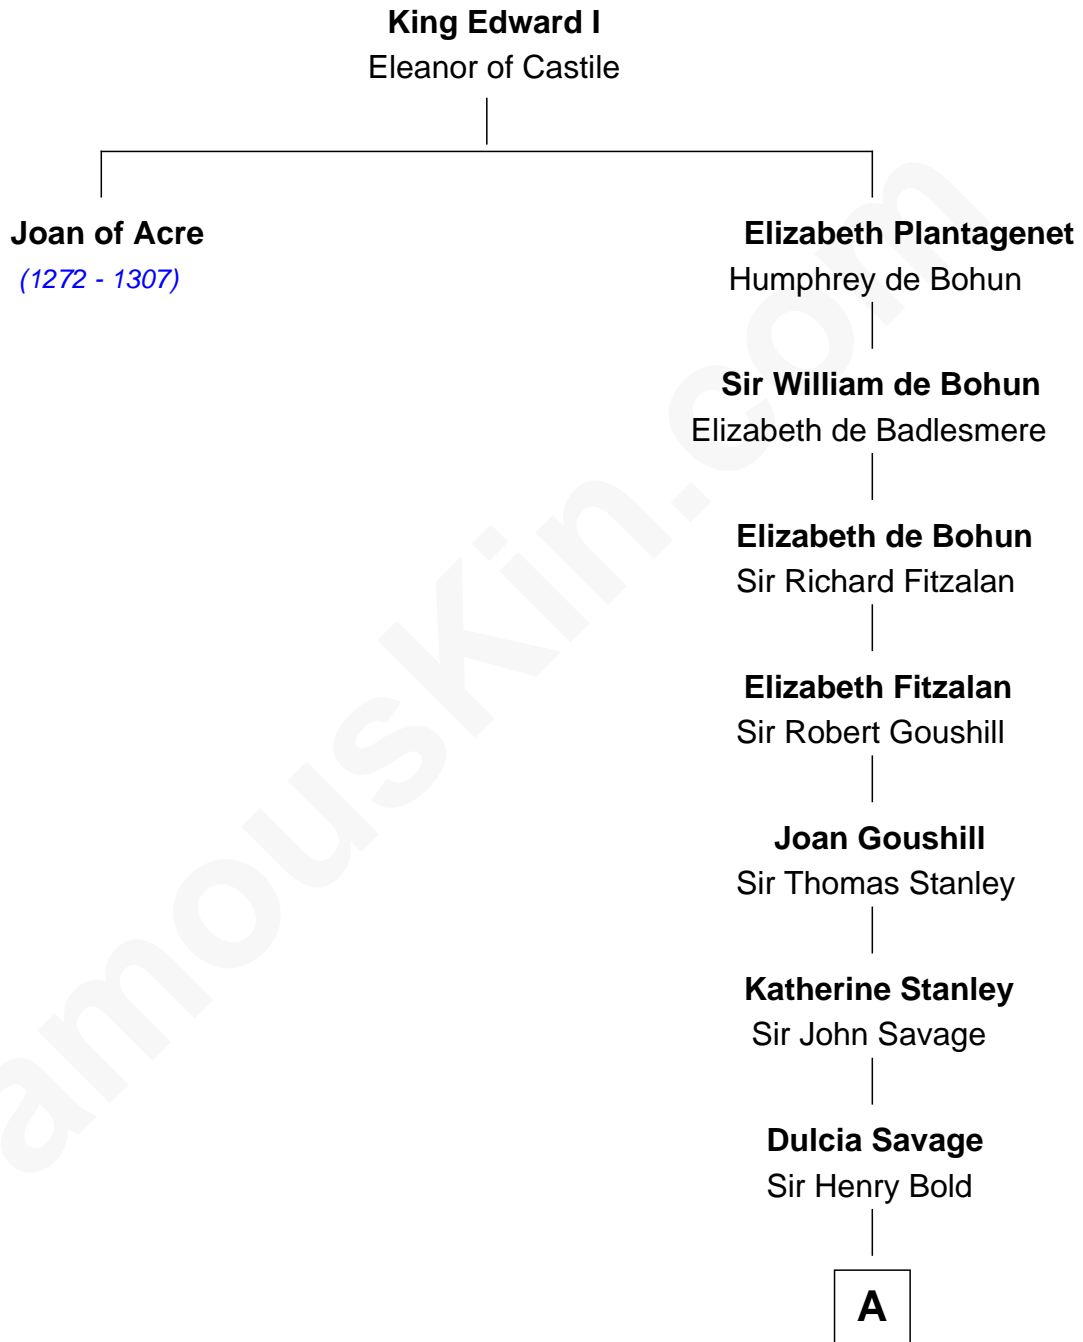 King Edward I
Eleanor of Castile
Joan of Acre
(1272 - 1307)
Elizabeth Plantagenet
Humphrey de Bohun
Sir William de Bohun
Elizabeth de Badlesmere
Elizabeth de Bohun
Sir Richard Fitzalan
Elizabeth Fitzalan
Sir Robert Goushill
Joan Goushill
Sir Thomas Stanley
Katherine Stanley
Sir John Savage
Dulcia Savage
Sir Henry Bold
A
amouskin.com